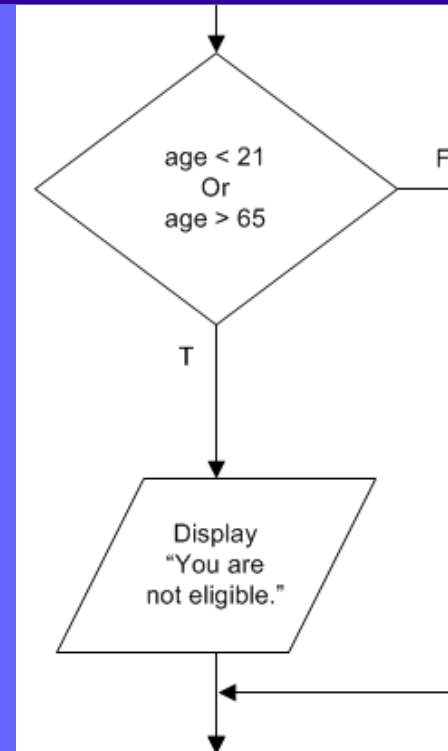 age < 21
Or
age > 65
F
T
Display
“You are
not eligible.”